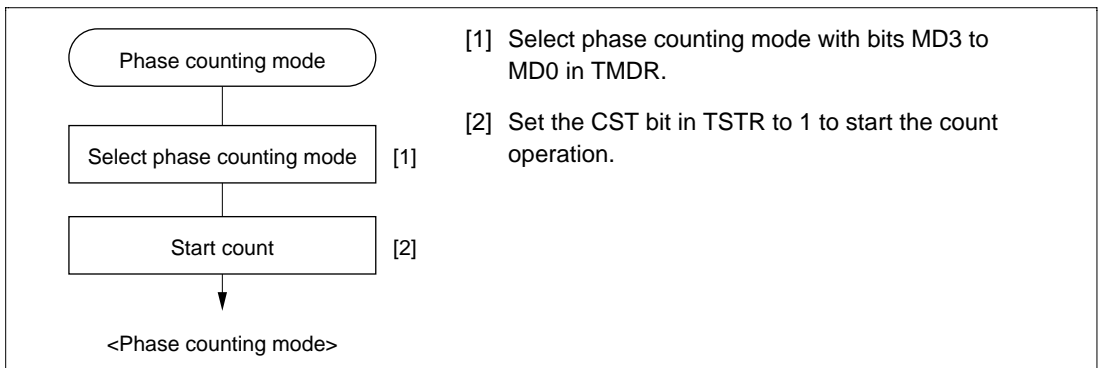 Phase counting mode
Select phase counting mode [1]
Start count [2]
<Phase counting mode>
[1] Select phase counting mode with bits MD3 to
MD0 in TMDR.
[2] Set the CST bit in TSTR to 1 to start the count
operation.